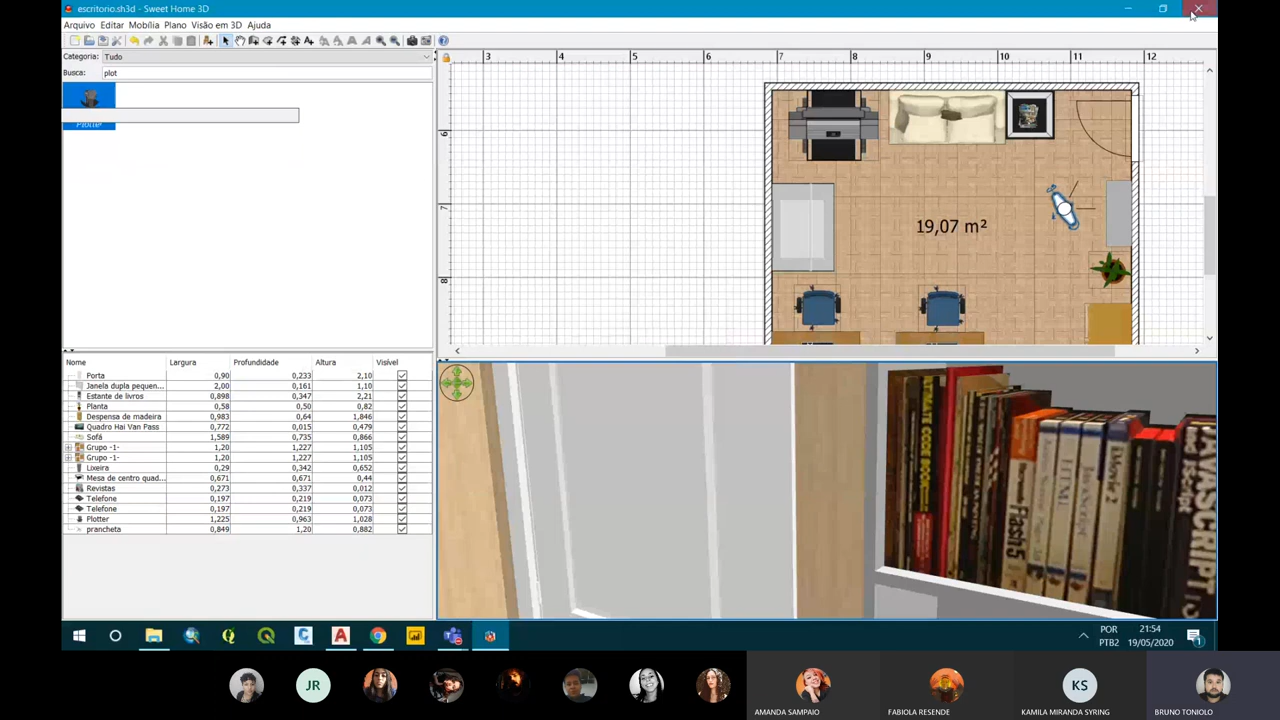 escritorio.sh3d - Sweet Home 3D
Arquivo Editar Mobília Plano Visão em 3D Ajuda
Categoria: Tudo
Busca: plot
Plotter
3 4 5 6 7 8 9 10 11 12
6
7
8
19,07 m²
Nome Largura Profundidade Altura Visível
Porta 0,90 0,233 2,10
Janela dupla pequen... 2,00 0,161 1,10
Estante de livros 0,898 0,347 2,21
Planta 0,58 0,50 0,82
Despensa de madeira 0,983 0,64 1,846
Quadro Hai Van Pass 0,772 0,015 0,479
Sofá 1,589 0,735 0,866
Grupo -1- 1,20 1,227 1,105
Grupo -1- 1,20 1,227 1,105
Lixeira 0,29 0,342 0,652
Mesa de centro quad... 0,671 0,671 0,44
Revistas 0,273 0,337 0,012
Telefone 0,197 0,219 0,073
Telefone 0,197 0,219 0,073
Plotter 1,225 0,963 1,028
prancheta 0,849 1,20 0,882
Flash 5
HTML
JAVASCRIPT
POR
PTB2
21:54
19/05/2020
JR
KS
AMANDA SAMPAIO
FABIOLA RESENDE
KAMILA MIRANDA SYRING
BRUNO TONIOLO